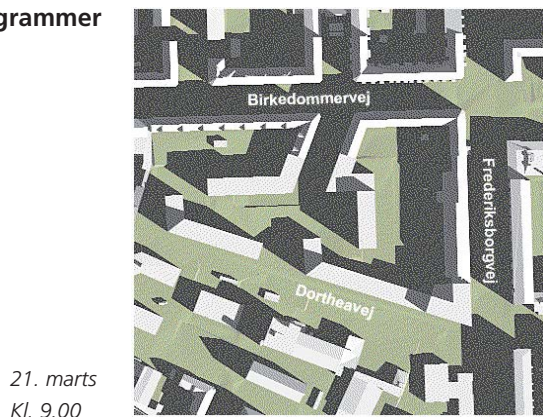 grammer
Birkedommervej
Frederiksborgvej
Dortheavej
21. marts
Kl. 9.00